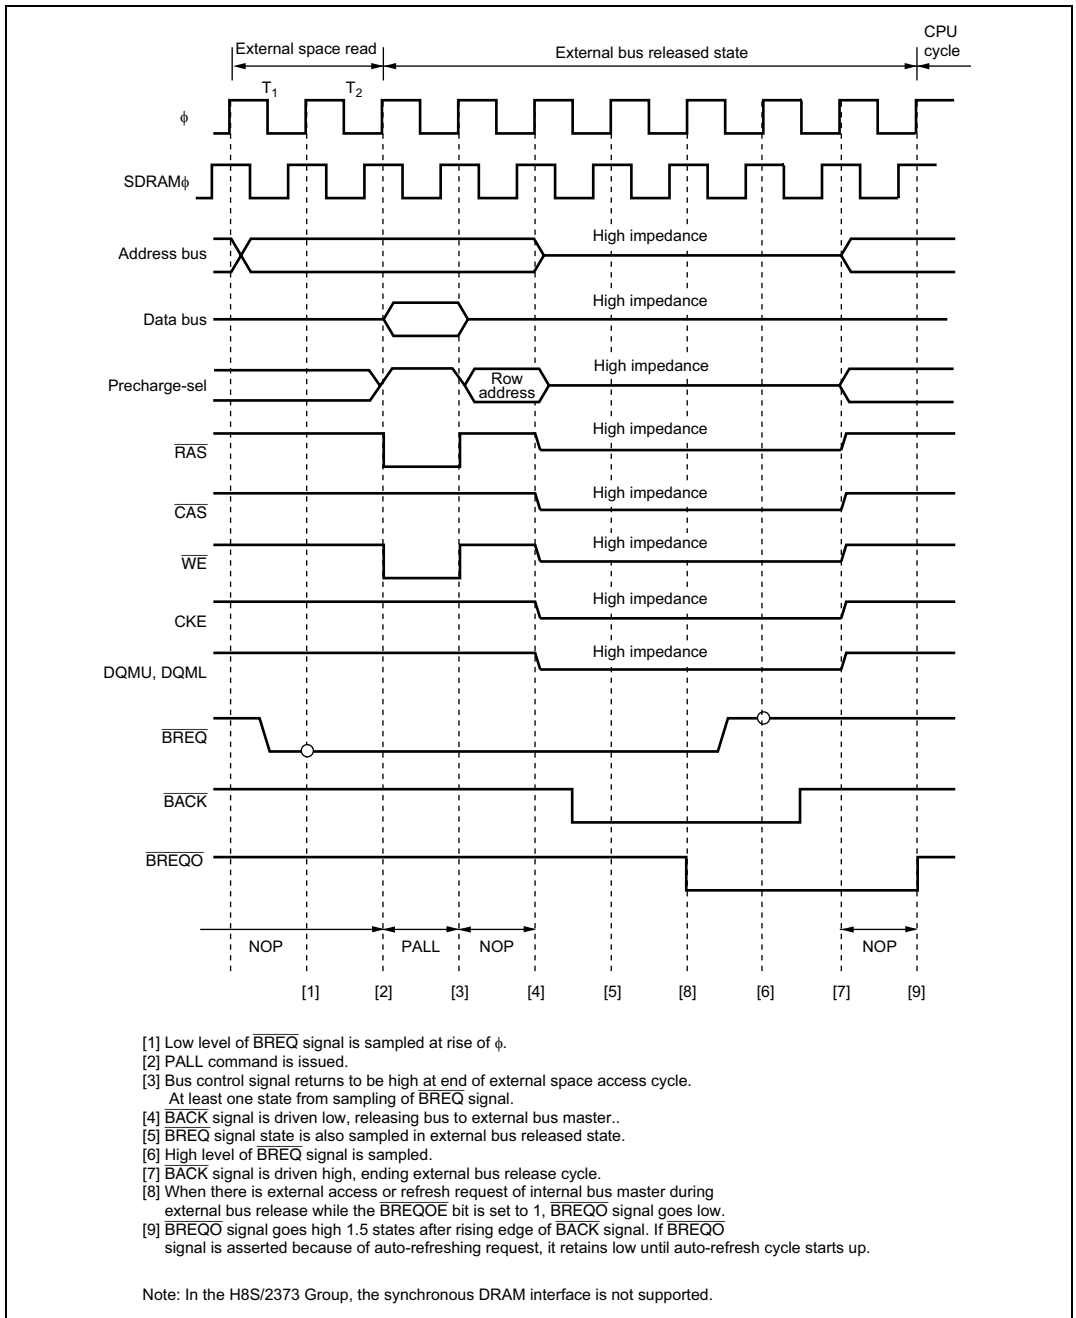 External space read
External bus released state
CPU
cycle
T1
T2
ϕ
SDRAMϕ
Address bus
High impedance
Data bus
High impedance
Precharge-sel
Row
address
High impedance
RAS
High impedance
CAS
High impedance
WE
High impedance
CKE
High impedance
DQMU, DQML
High impedance
BREQ
BACK
BREQO
NOP
PALL
NOP
NOP
[1]
[2]
[3]
[4]
[5]
[8]
[6]
[7]
[9]
[1] Low level of BREQ signal is sampled at rise of ϕ.
[2] PALL command is issued.
[3] Bus control signal returns to be high at end of external space access cycle.
At least one state from sampling of BREQ signal.
[4] BACK signal is driven low, releasing bus to external bus master..
[5] BREQ signal state is also sampled in external bus released state.
[6] High level of BREQ signal is sampled.
[7] BACK signal is driven high, ending external bus release cycle.
[8] When there is external access or refresh request of internal bus master during
external bus release while the BREQOE bit is set to 1, BREQO signal goes low.
[9] BREQO signal goes high 1.5 states after rising edge of BACK signal. If BREQO
signal is asserted because of auto-refreshing request, it retains low until auto-refresh cycle starts up.
Note: In the H8S/2373 Group, the synchronous DRAM interface is not supported.